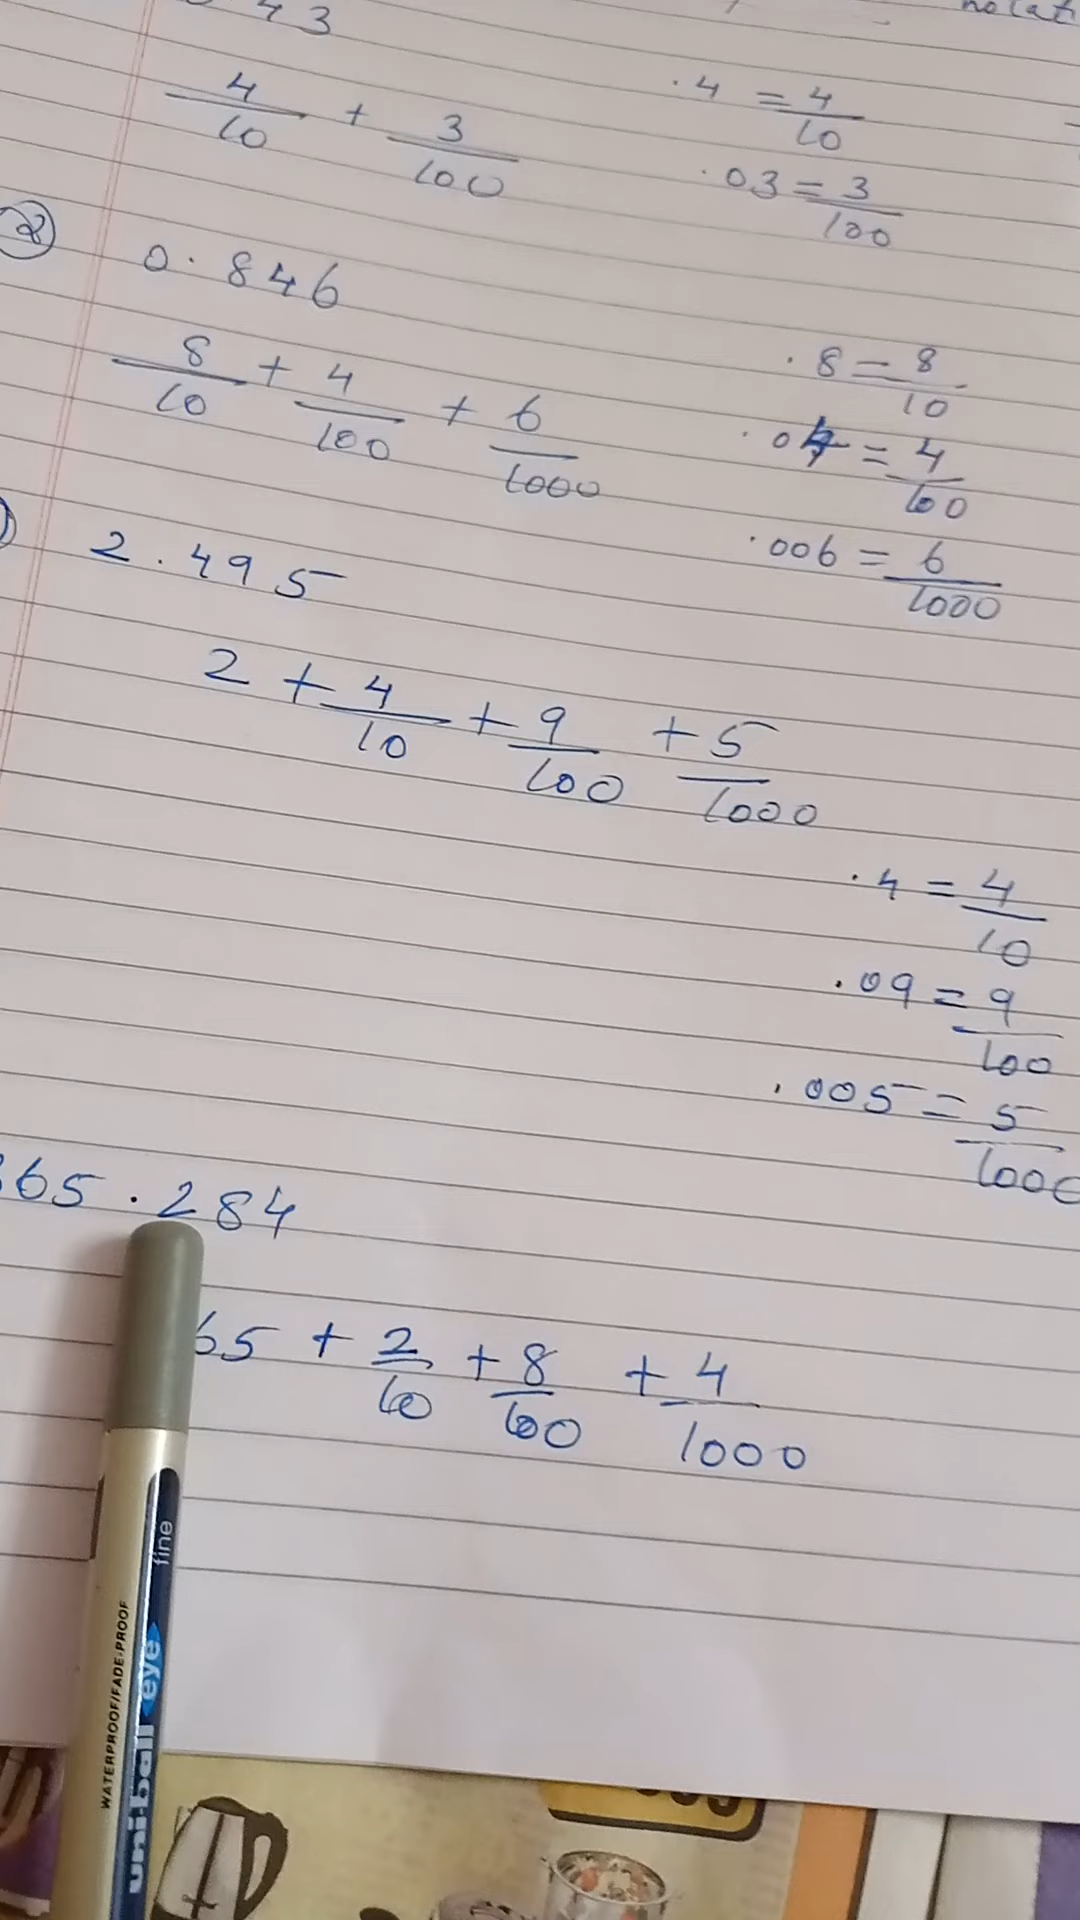 43
4/10 + 3/100
.4 = 4/10
.03 = 3/100
② 0.846
8/10 + 4/100 + 6/1000
.8 = 8/10
.04 = 4/100
.006 = 6/1000
2.495
2 + 4/10 + 9/100 + 5/1000
.4 = 4/10
.09 = 9/100
.005 = 5/1000
65.284
65 + 2/10 + 8/100 + 4/1000
fine
WATERPROOF/FADE-PROOF
uni-ball eye